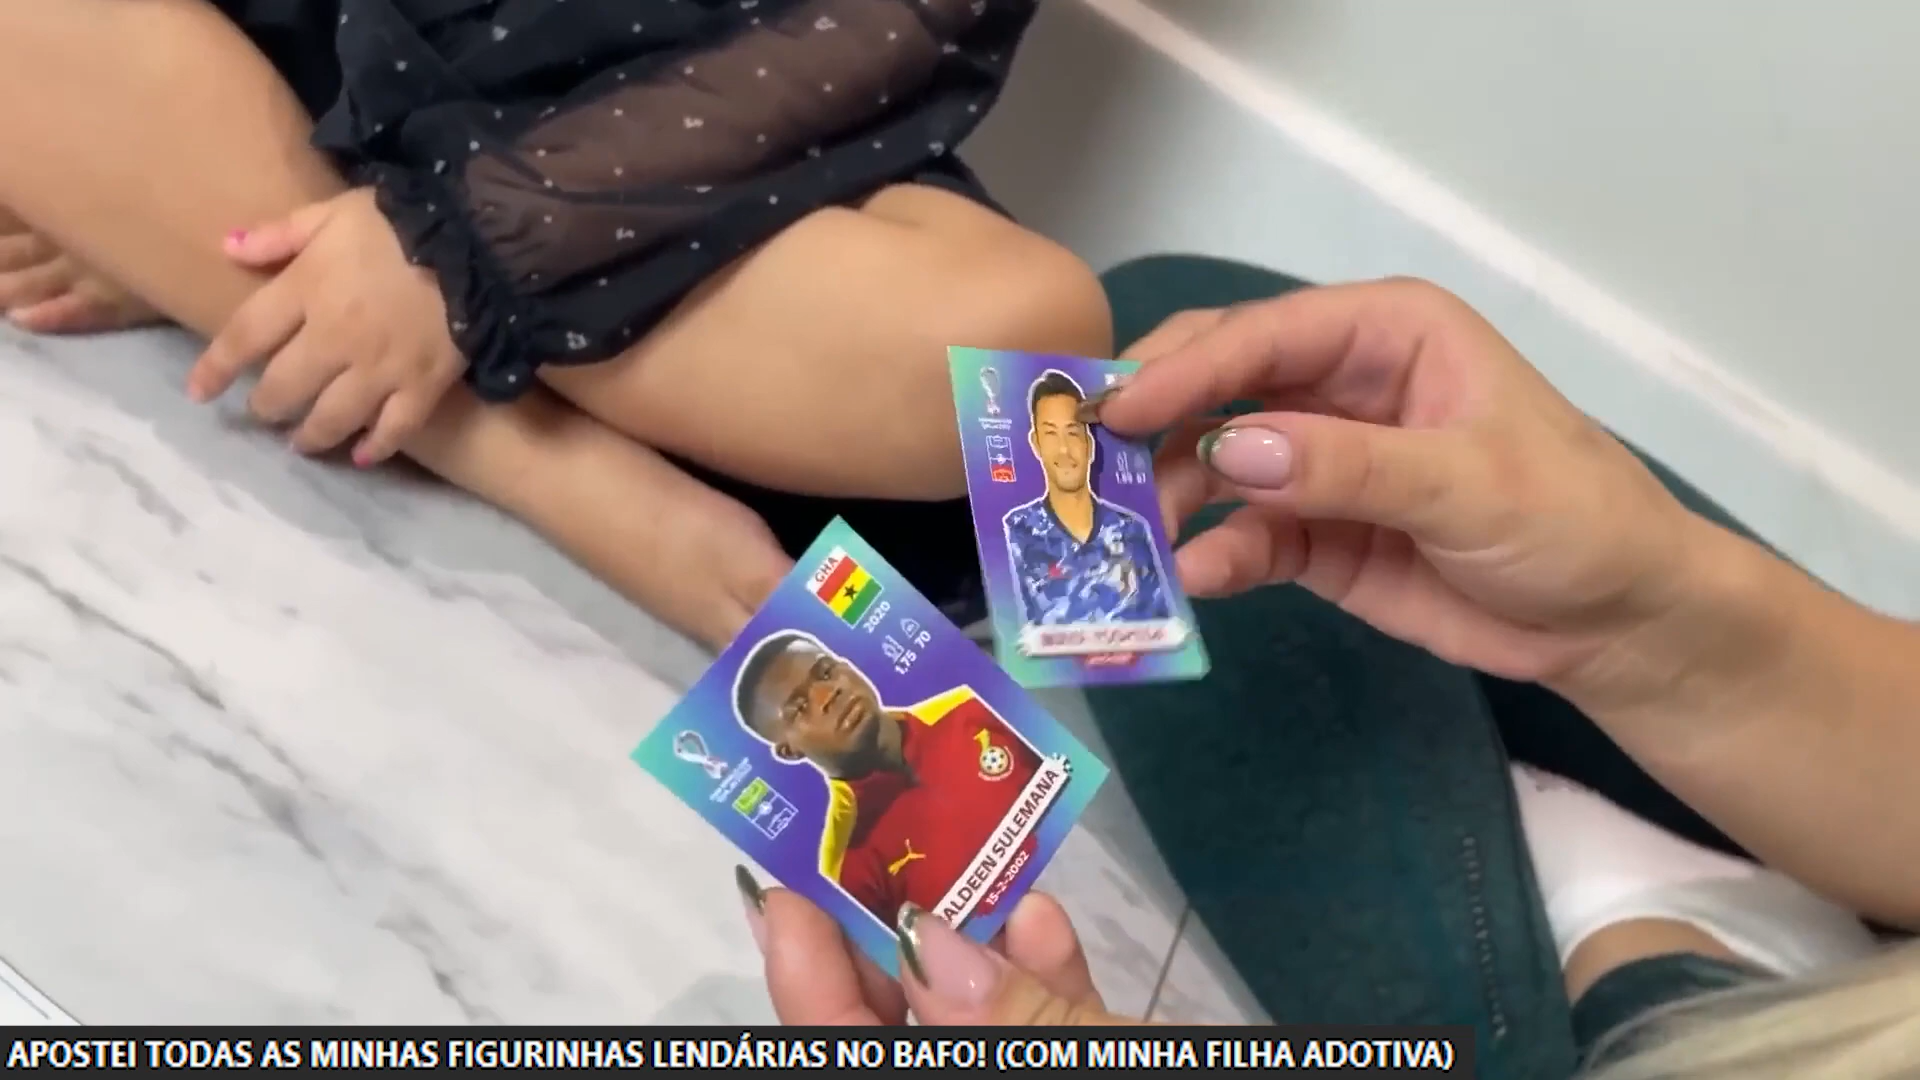 GHA
2020
1,75 70
ALDEEN SULEMANA
15-2-2002
APOSTEI TODAS AS MINHAS FIGURINHAS LENDÁRIAS NO BAFO! (COM MINHA FILHA ADOTIVA)